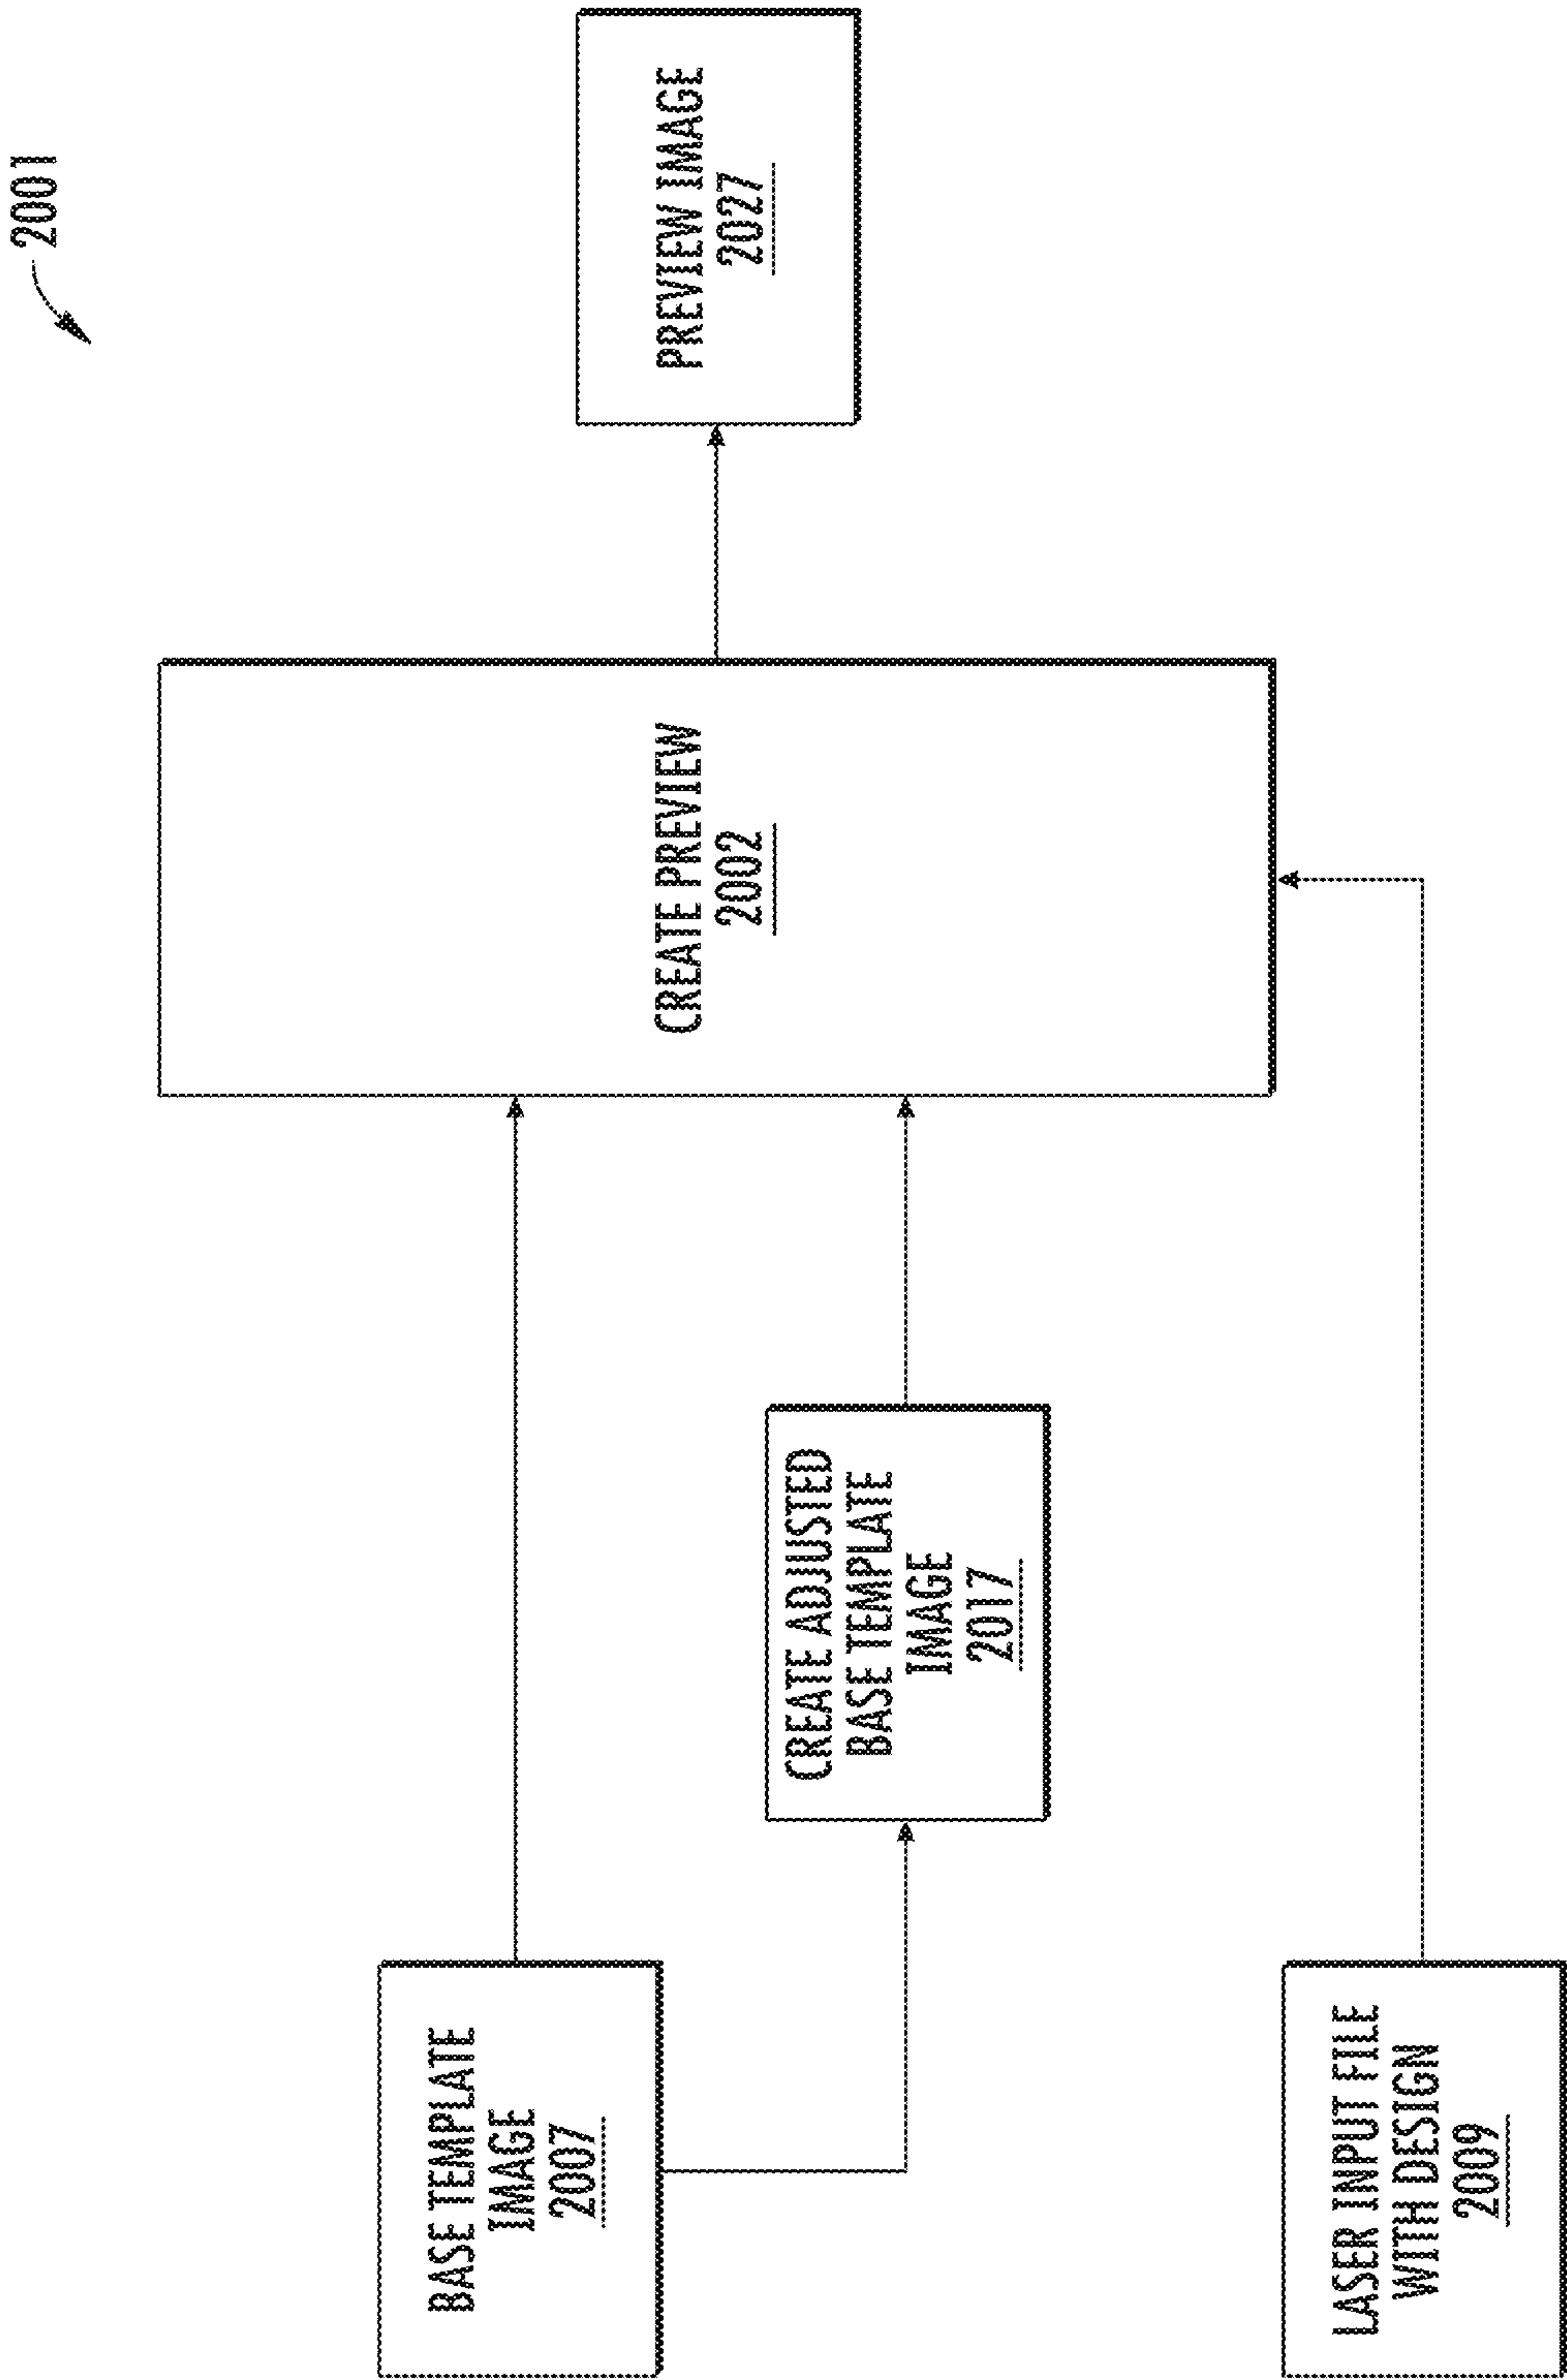 2001
BASE TEMPLATE
IMAGE
2007
CREATE ADJUSTED
BASE TEMPLATE
IMAGE
2017
LASER INPUT FILE
WITH DESIGN
2009
CREATE PREVIEW
2002
PREVIEW IMAGE
2027